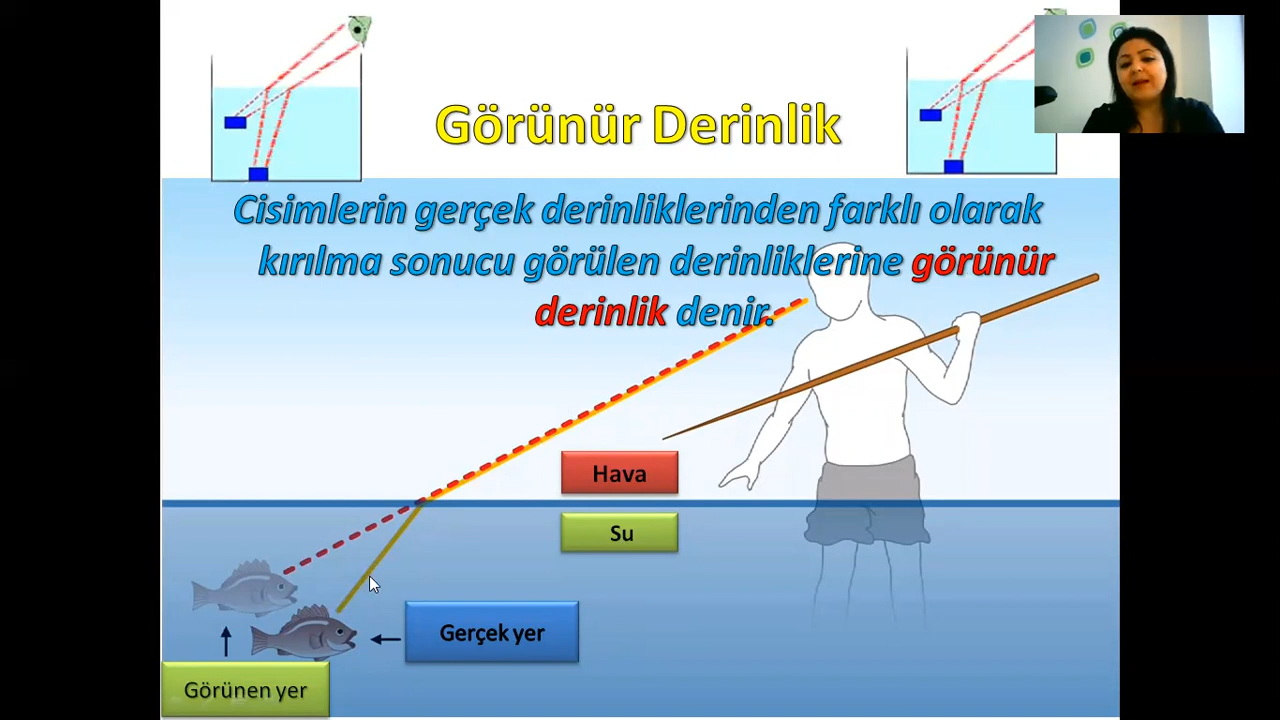 Görünür Derinlik
Cisimlerin gerçek derinliklerinden farklı olarak
kırılma sonucu görülen derinliklerine görünür
derinlik denir.
Hava
Su
Gerçek yer
Görünen yer